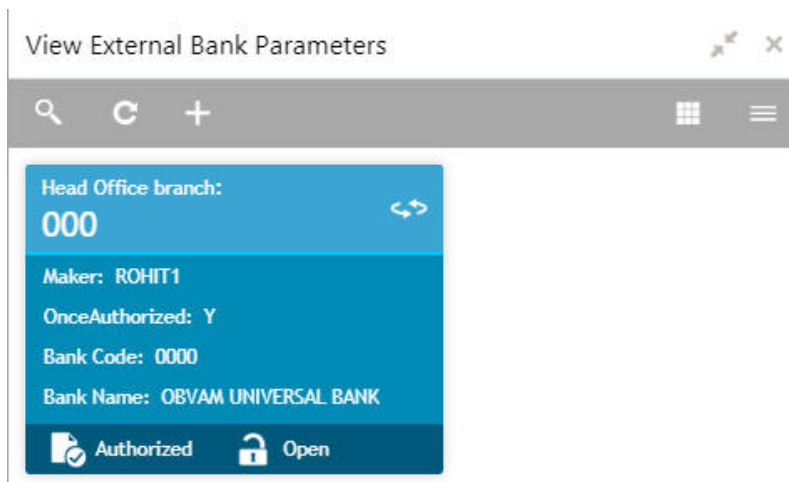 View External Bank Parameters
Head Office branch:
000
Maker: ROHIT1
OnceAuthorized: Y
Bank Code: 0000
Bank Name: OBVAM UNIVERSAL BANK
Authorized Open